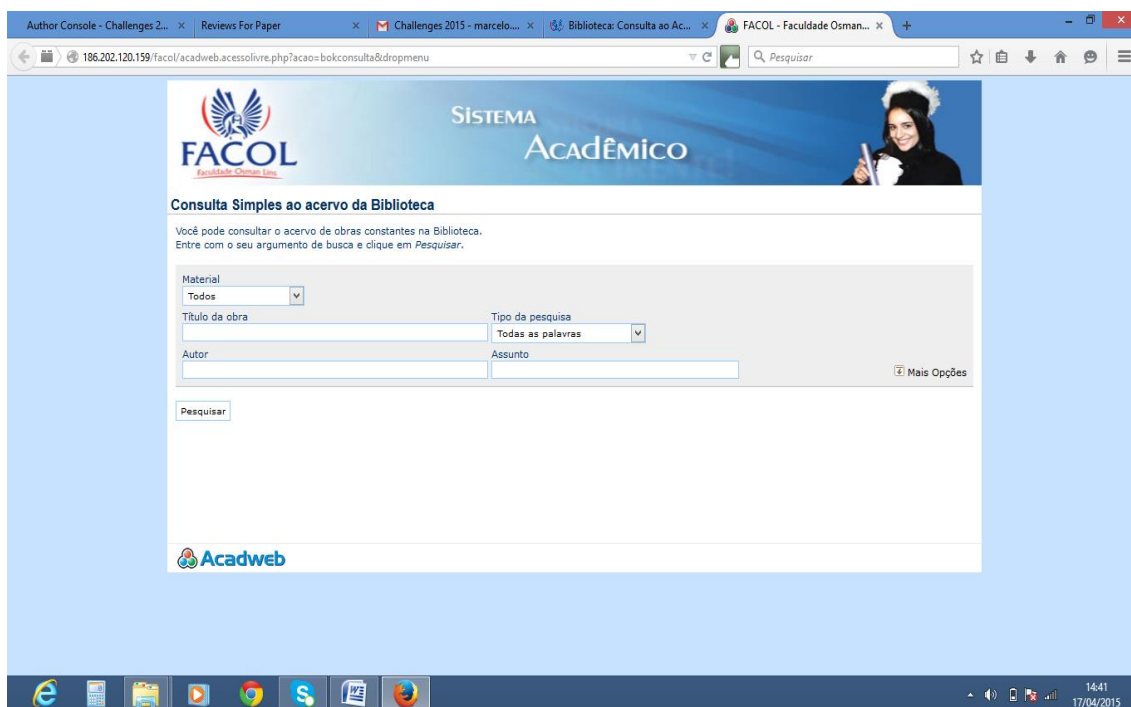 Author Console - Challenges 2... Reviews For Paper Challenges 2015 - marcelo.... Biblioteca: Consulta ao Ac... FACOL - Faculdade Osman...
186.202.120.159/facol/acadweb.acessolivre.php?acao=bokconsulta&dropmenu Pesquisar
FACOL
Faculdade Osman Lins
Sistema
Acadêmico
Consulta Simples ao acervo da Biblioteca
Você pode consultar o acervo de obras constantes na Biblioteca.
Entre com o seu argumento de busca e clique em Pesquisar.
Material
Todos
Título da obra Tipo da pesquisa
Todas as palavras
Autor Assunto
Mais Opções
Pesquisar
Acadweb
14:41
17/04/2015